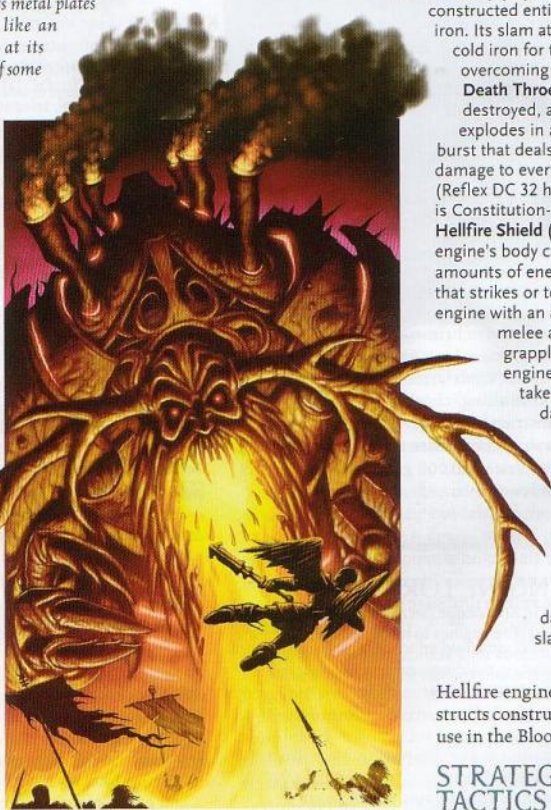 s metal plates
like an
at its
f some
constructed enti
iron. Its slam at
cold iron for t
overcoming
Death Throe
destroyed, a
explodes in a
burst that deals
damage to every
(Reflex DC 32 h
is Constitution-
Hellfire Shield (
engine's body c
amounts of ene
that strikes or to
engine with an a
melee a
grappl
engine
take
da
da
sla
Hellfire engine
structs constru
use in the Bloo
STRATEG
TACTICS